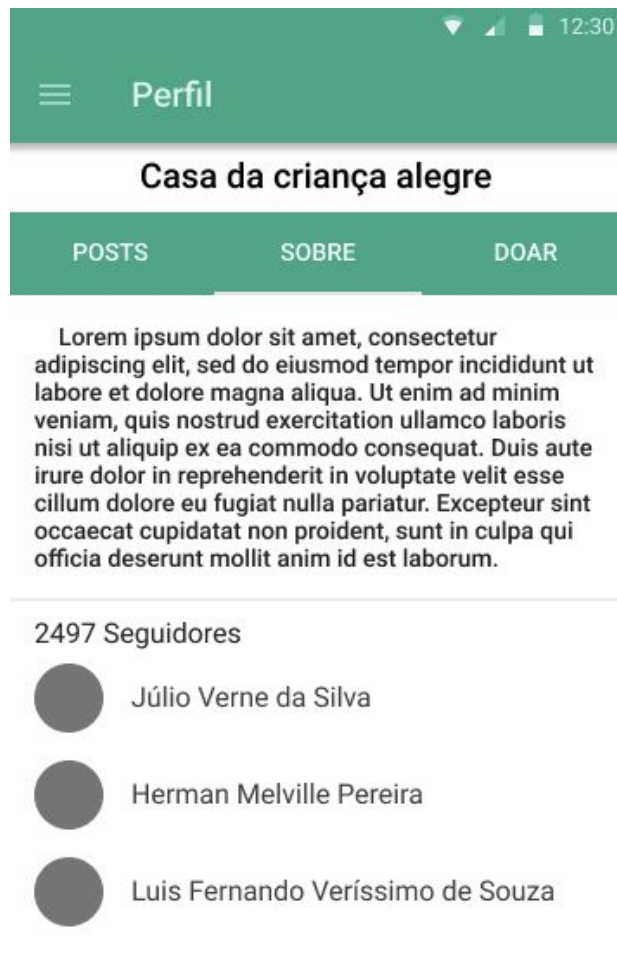 12:30
Perfil
Casa da criança alegre
POSTS SOBRE DOAR
Lorem ipsum dolor sit amet, consectetur
adipiscing elit, sed do eiusmod tempor incididunt ut
labore et dolore magna aliqua. Ut enim ad minim
veniam, quis nostrud exercitation ullamco laboris
nisi ut aliquip ex ea commodo consequat. Duis aute
irure dolor in reprehenderit in voluptate velit esse
cillum dolore eu fugiat nulla pariatur. Excepteur sint
occaecat cupidatat non proident, sunt in culpa qui
officia deserunt mollit anim id est laborum.
2497 Seguidores
Júlio Verne da Silva
Herman Melville Pereira
Luis Fernando Veríssimo de Souza